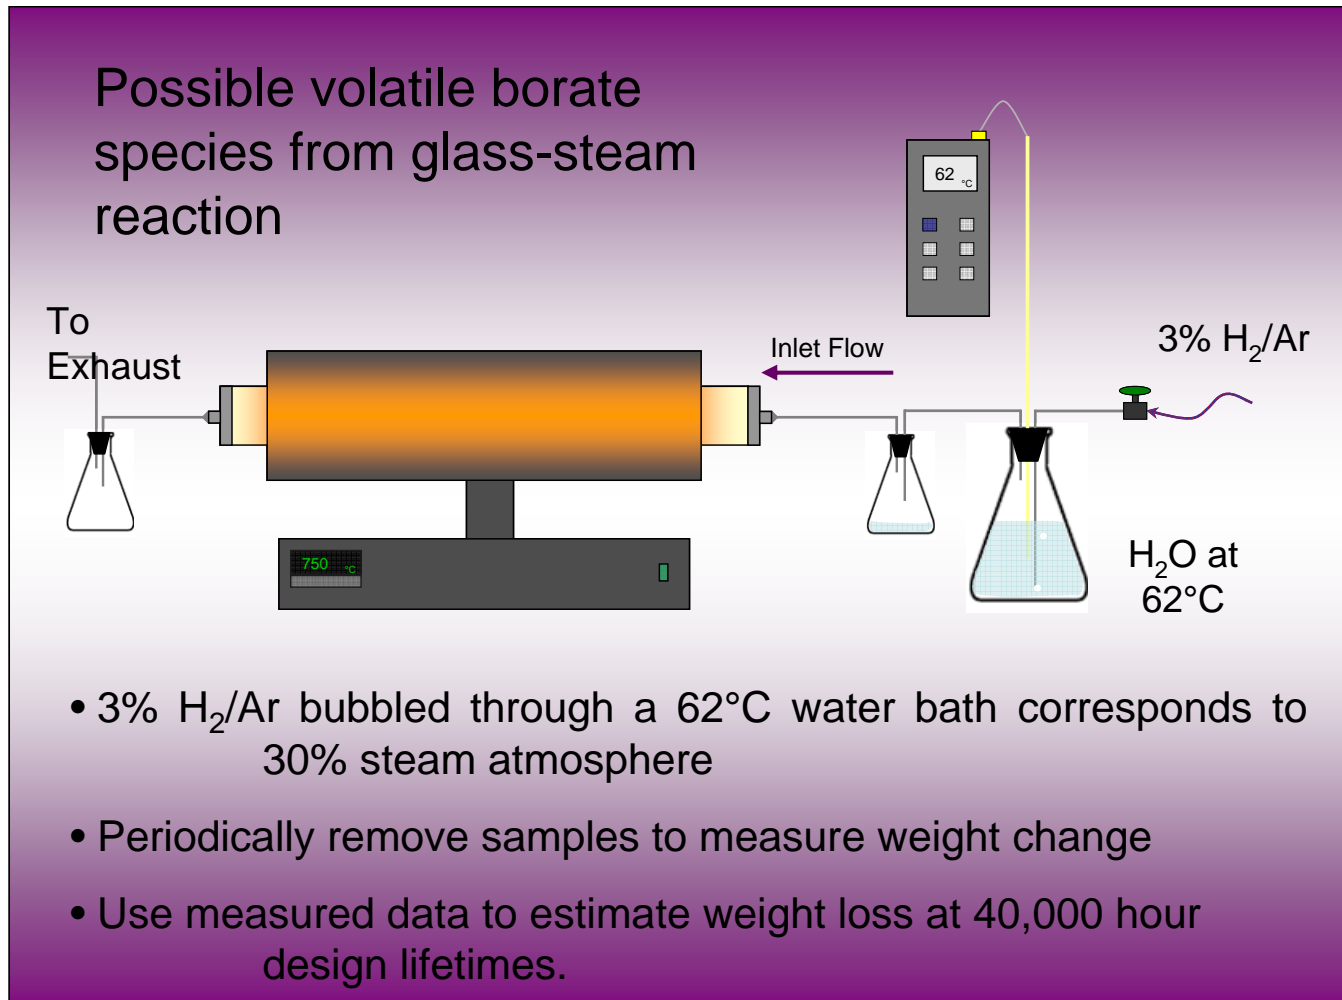 Possible volatile borate
species from glass-steam
reaction
62 °C
To
Exhaust
Inlet Flow
3% H₂/Ar
750 °C
H₂O at
62°C
• 3% H₂/Ar bubbled through a 62°C water bath corresponds to
30% steam atmosphere
• Periodically remove samples to measure weight change
• Use measured data to estimate weight loss at 40,000 hour
design lifetimes.